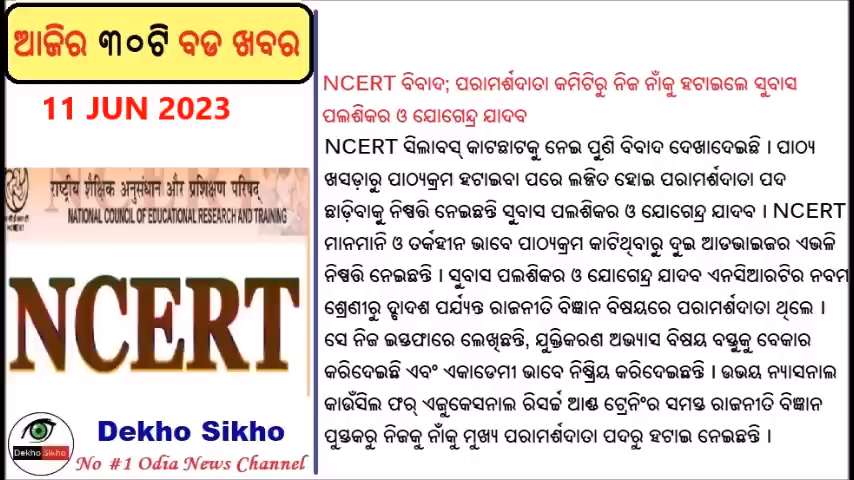 ଆଜିର ୩୦ଟି ବଡ ଖବର
11 JUN 2023
राष्ट्रीय शैक्षिक अनुसंधान और प्रशिक्षण परिषद्
NATIONAL COUNCIL OF EDUCATIONAL RESEARCH AND TRAINING
NCERT
Dekho Sikho
Dekho Sikho
No #1 Odia News Channel
NCERT ବିବାଦ; ପରାମର୍ଶଦାତା କମିଟିରୁ ନିଜ ନାଁକୁ ହଟାଇଲେ ସୁବାସ
ପଲଶିକର ଓ ଯୋଗେନ୍ଦ୍ର ଯାଦବ
NCERT ସିଲାବସ୍ କାଟଛାଟକୁ ନେଇ ପୁଣି ବିବାଦ ଦେଖାଦେଇଛି । ପାଠ୍ୟ
ଖସଡ଼ାରୁ ପାଠ୍ୟକ୍ରମ ହଟାଇବା ପରେ ଲଜ୍ଜିତ ହୋଇ ପରାମର୍ଶଦାତା ପଦ
ଛାଡ଼ିବାକୁ ନିଷ୍ପତ୍ତି ନେଇଛନ୍ତି ସୁବାସ ପଲଶିକର ଓ ଯୋଗେନ୍ଦ୍ର ଯାଦବ । NCERT
ମାନମାନି ଓ ତର୍କହୀନ ଭାବେ ପାଠ୍ୟକ୍ରମ କାଟିଥିବାରୁ ଦୁଇ ଆଡଭାଇଜର ଏଭଳି
ନିଷ୍ପତ୍ତି ନେଇଛନ୍ତି । ସୁବାସ ପଲଶିକର ଓ ଯୋଗେନ୍ଦ୍ର ଯାଦବ ଏନସିଆରଟିର ନବମ
ଶ୍ରେଣୀରୁ ଦ୍ୱାଦଶ ପର୍ଯ୍ୟନ୍ତ ରାଜନୀତି ବିଜ୍ଞାନ ବିଷୟରେ ପରାମର୍ଶଦାତା ଥିଲେ ।
ସେ ନିଜ ଇସ୍ତଫାରେ ଲେଖିଛନ୍ତି, ଯୁକ୍ତିକରଣ ଅଭ୍ୟାସ ବିଷୟ ବସ୍ତୁକୁ ବେକାର
କରିଦେଇଛି ଏବଂ ଏକାଡେମୀ ଭାବେ ନିଷ୍କ୍ରିୟ କରିଦେଇଛନ୍ତି । ଉଭୟ ନ୍ୟାସନାଲ
କାଉଁସିଲ ଫର୍ ଏଜୁକେସନାଲ ରିସର୍ଚ୍ଚ ଆଣ୍ଡ ଟ୍ରେନିଂର ସମସ୍ତ ରାଜନୀତି ବିଜ୍ଞାନ
ପୁସ୍ତକରୁ ନିଜକୁ ନାଁକୁ ମୁଖ୍ୟ ପରାମର୍ଶଦାତା ପଦରୁ ହଟାଇ ନେଇଛନ୍ତି ।